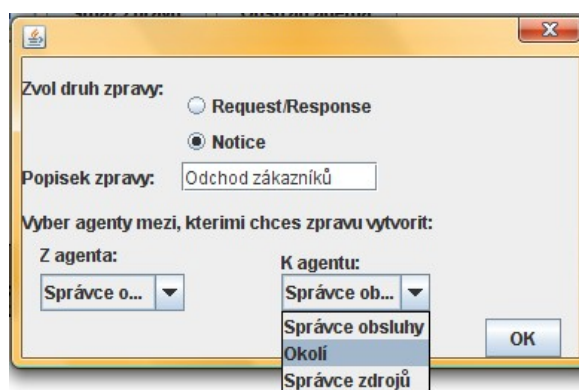 Zvol druh zpravy:
Request/Response
Notice
Popisek zpravy: Odchod zákazníků
Vyber agenty mezi, kterimi chces zpravu vytvorit:
Z agenta:
K agentu:
Správce o...
Správce ob...
Správce obsluhy
Okolí
Správce zdrojů
OK